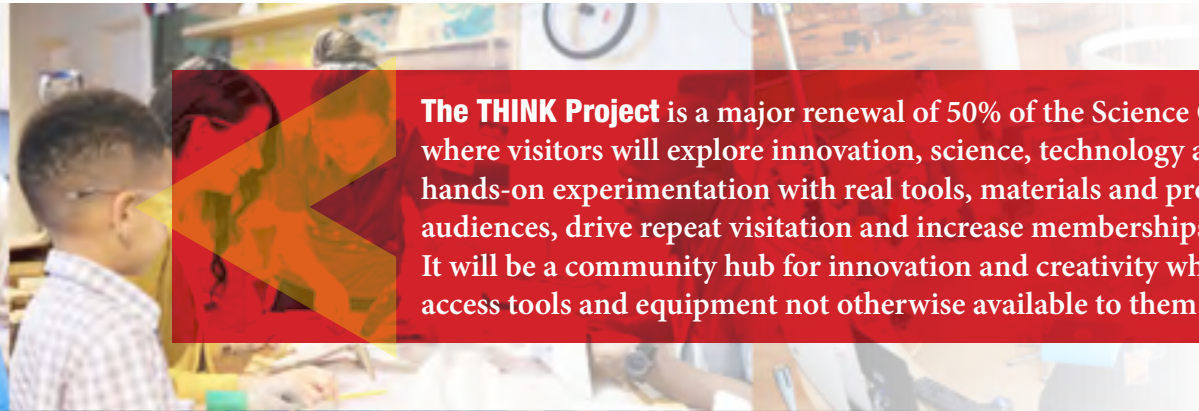 The THINK Project is a major renewal of 50% of the Science
where visitors will explore innovation, science, technology
hands-on experimentation with real tools, materials and
audiences, drive repeat visitation and increase memberships
It will be a community hub for innovation and creativity
access tools and equipment not otherwise available to them